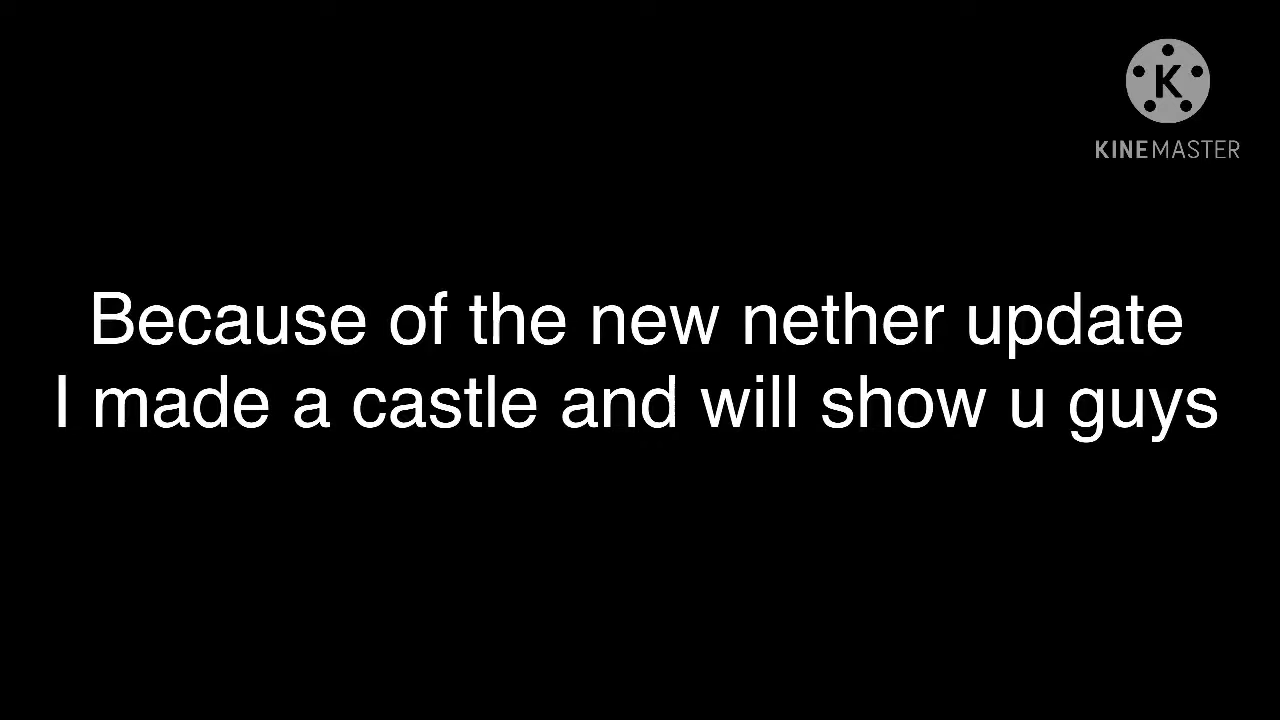 K
KINEMASTER
Because of the new nether update
I made a castle and will show u guys